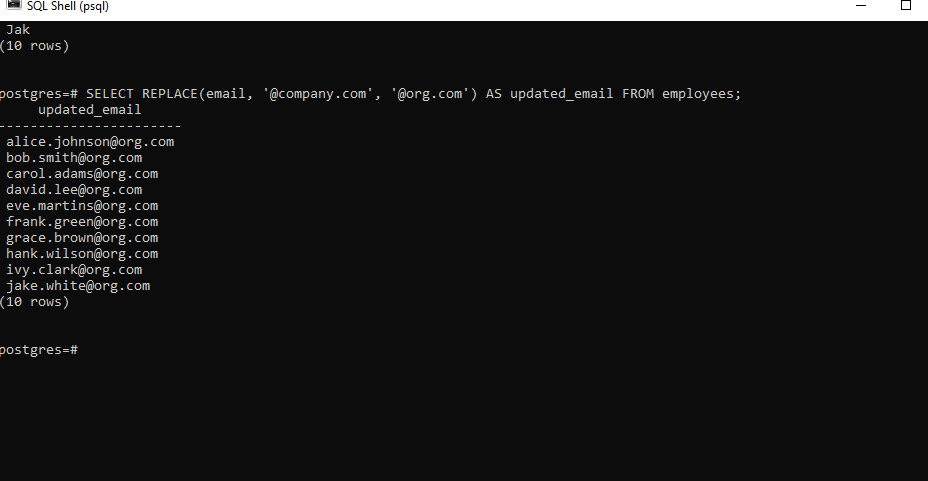 SQL Shell (psql)
Jak
(10 rows)
postgres=# SELECT REPLACE(email, '@company.com', '@org.com') AS updated_email FROM employees;
updated_email
-----------------------
alice.johnson@org.com
bob.smith@org.com
carol.adams@org.com
david.lee@org.com
eve.martins@org.com
frank.green@org.com
grace.brown@org.com
hank.wilson@org.com
ivy.clark@org.com
jake.white@org.com
(10 rows)
postgres=#